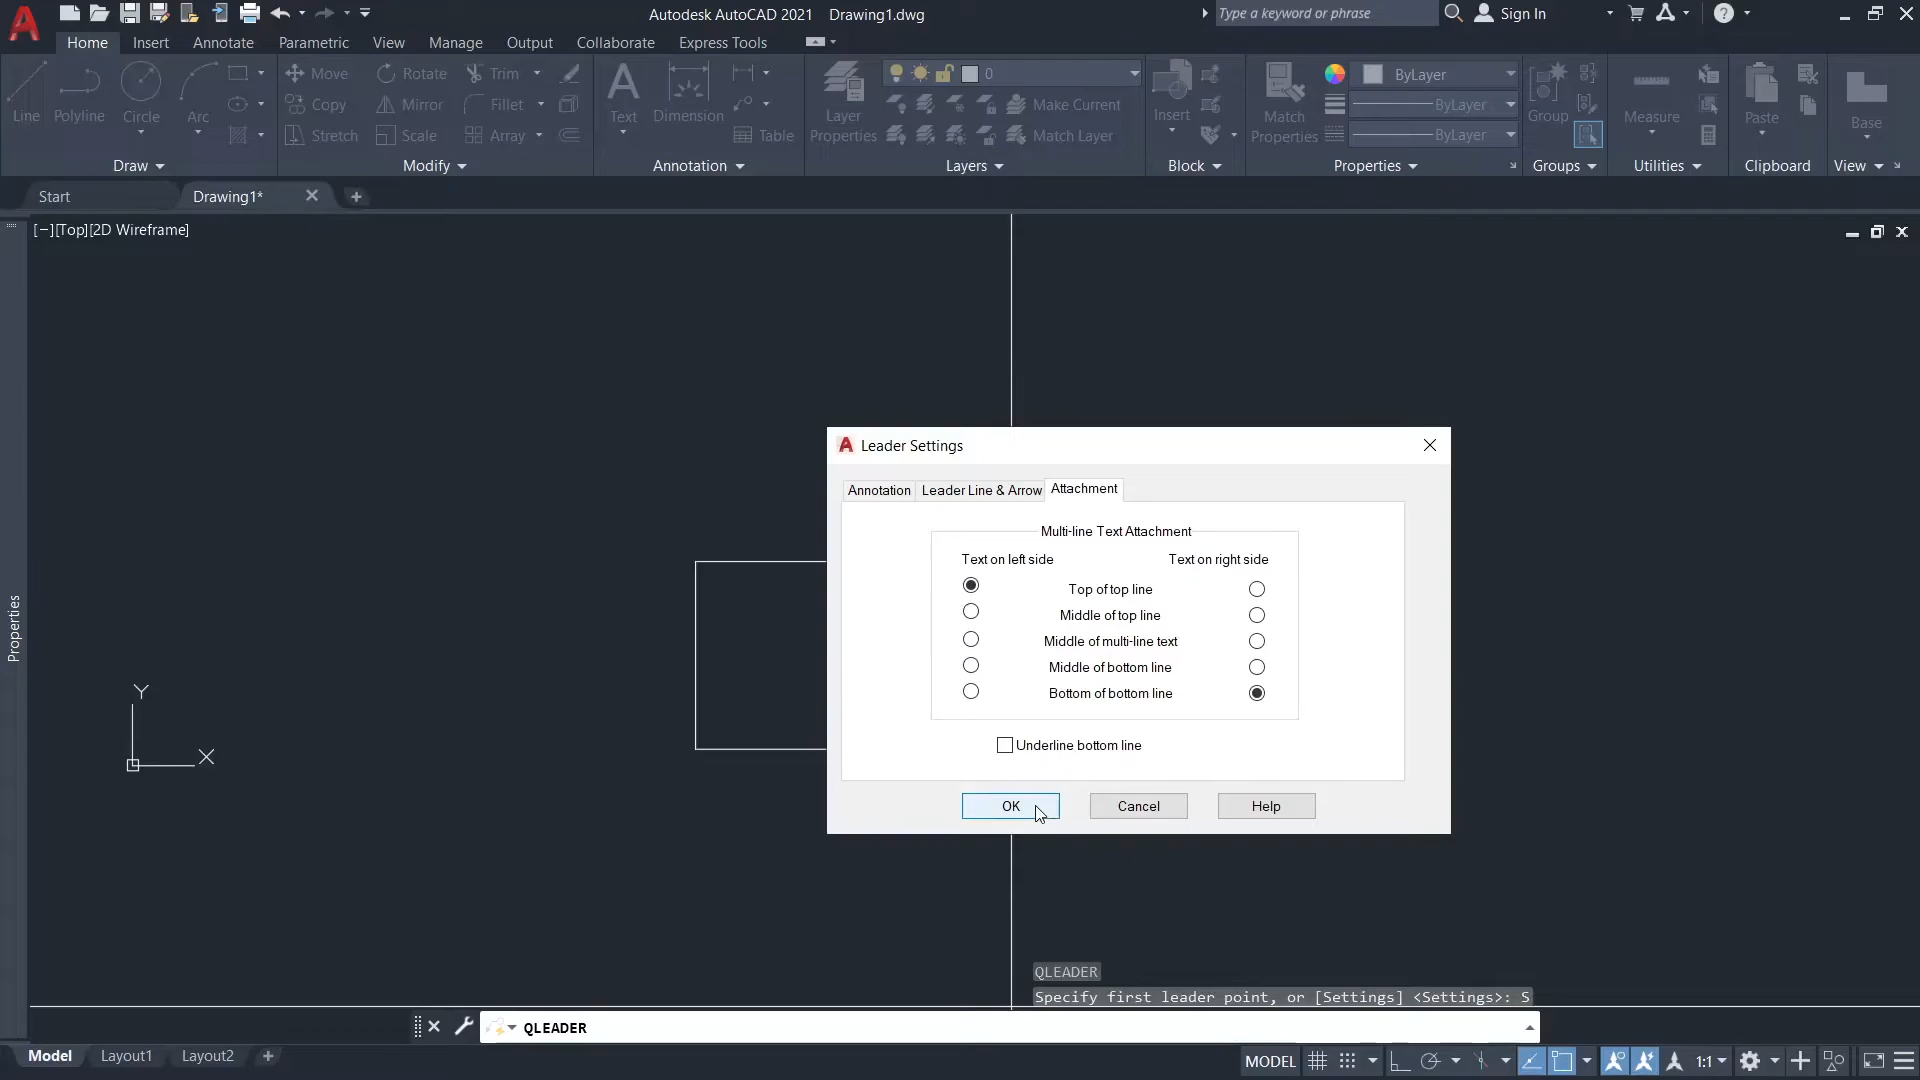 Autodesk AutoCAD 2021 Drawing1.dwg
Type a keyword or phrase
Sign In
Home Insert Annotate Parametric View Manage Output Collaborate Express Tools
Line Polyline Circle Arc
Draw
Move Rotate Trim
Copy Mirror Fillet
Stretch Scale Array
Modify
Text Dimension Table
Annotation
Layer Properties
0
Make Current
Match Layer
Layers
Insert
Block
Match Properties
ByLayer
ByLayer
ByLayer
Properties
Group
Groups
Measure
Utilities
Paste
Clipboard
Base
View
Start Drawing1*
[−][Top][2D Wireframe]
Properties
Y
X
Leader Settings
Annotation Leader Line & Arrow Attachment
Multi-line Text Attachment
Text on left side Text on right side
Top of top line
Middle of top line
Middle of multi-line text
Middle of bottom line
Bottom of bottom line
Underline bottom line
OK Cancel Help
QLEADER
Specify first leader point, or [Settings] <Settings>: S
QLEADER
Model Layout1 Layout2
MODEL 1:1